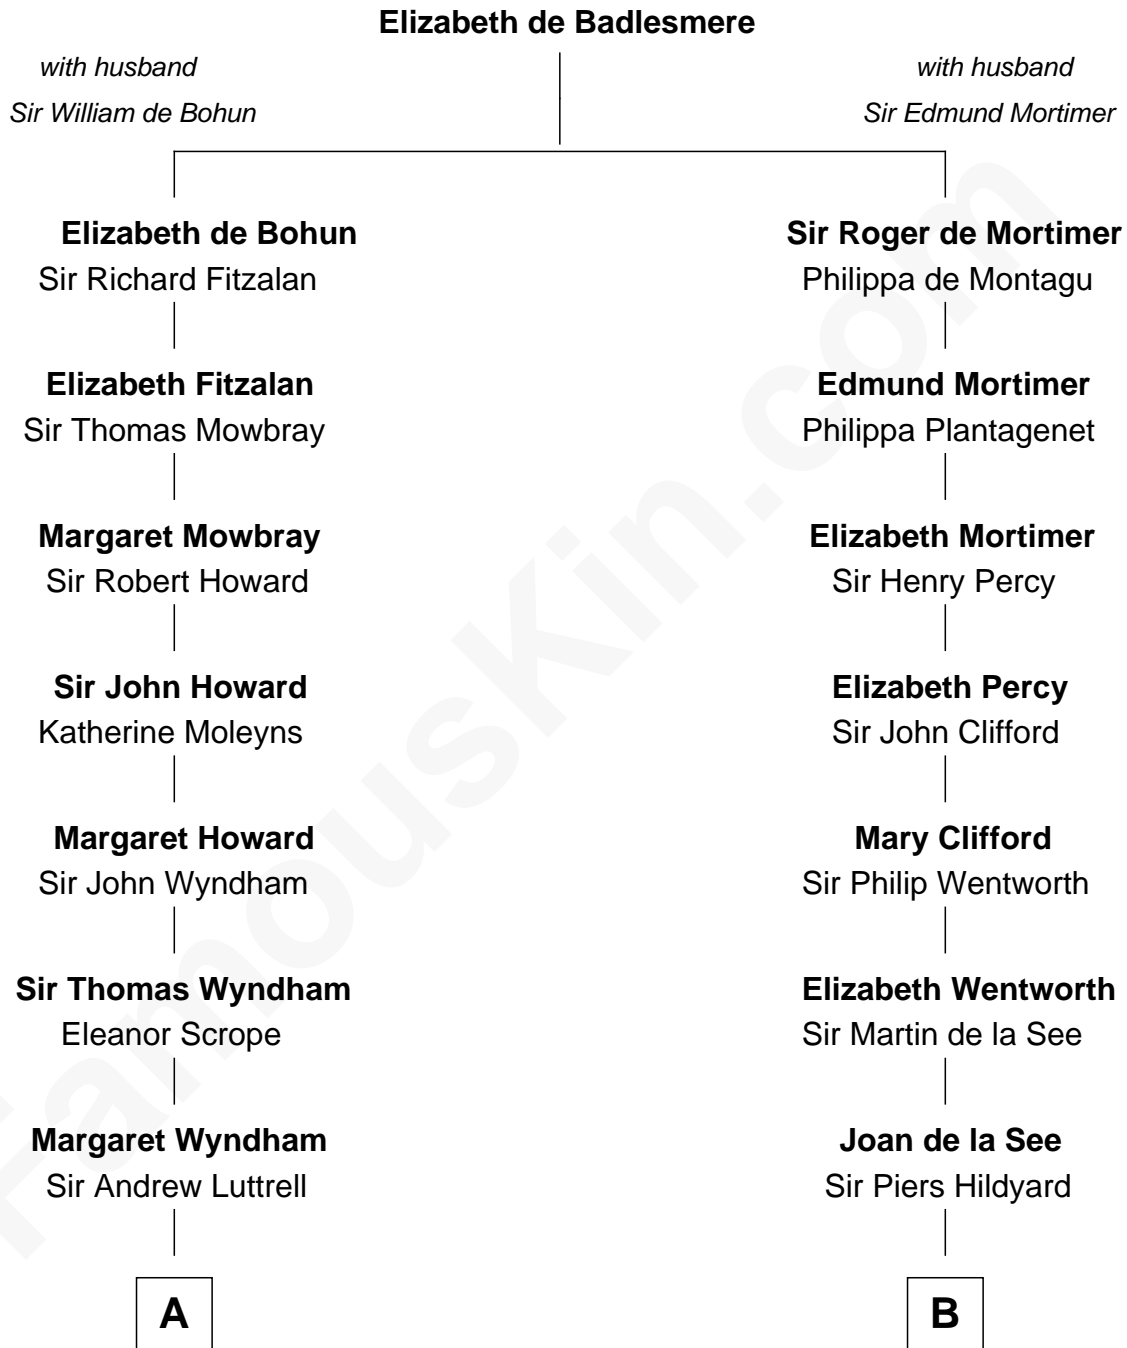 Elizabeth de Badlesmere
with husband
Sir William de Bohun
with husband
Sir Edmund Mortimer
Elizabeth de Bohun
Sir Richard Fitzalan
Elizabeth Fitzalan
Sir Thomas Mowbray
Margaret Mowbray
Sir Robert Howard
Sir John Howard
Katherine Moleyns
Margaret Howard
Sir John Wyndham
Sir Thomas Wyndham
Eleanor Scrope
Margaret Wyndham
Sir Andrew Luttrell
A
Sir Roger de Mortimer
Philippa de Montagu
Edmund Mortimer
Philippa Plantagenet
Elizabeth Mortimer
Sir Henry Percy
Elizabeth Percy
Sir John Clifford
Mary Clifford
Sir Philip Wentworth
Elizabeth Wentworth
Sir Martin de la See
Joan de la See
Sir Piers Hildyard
B
FamousKin.com